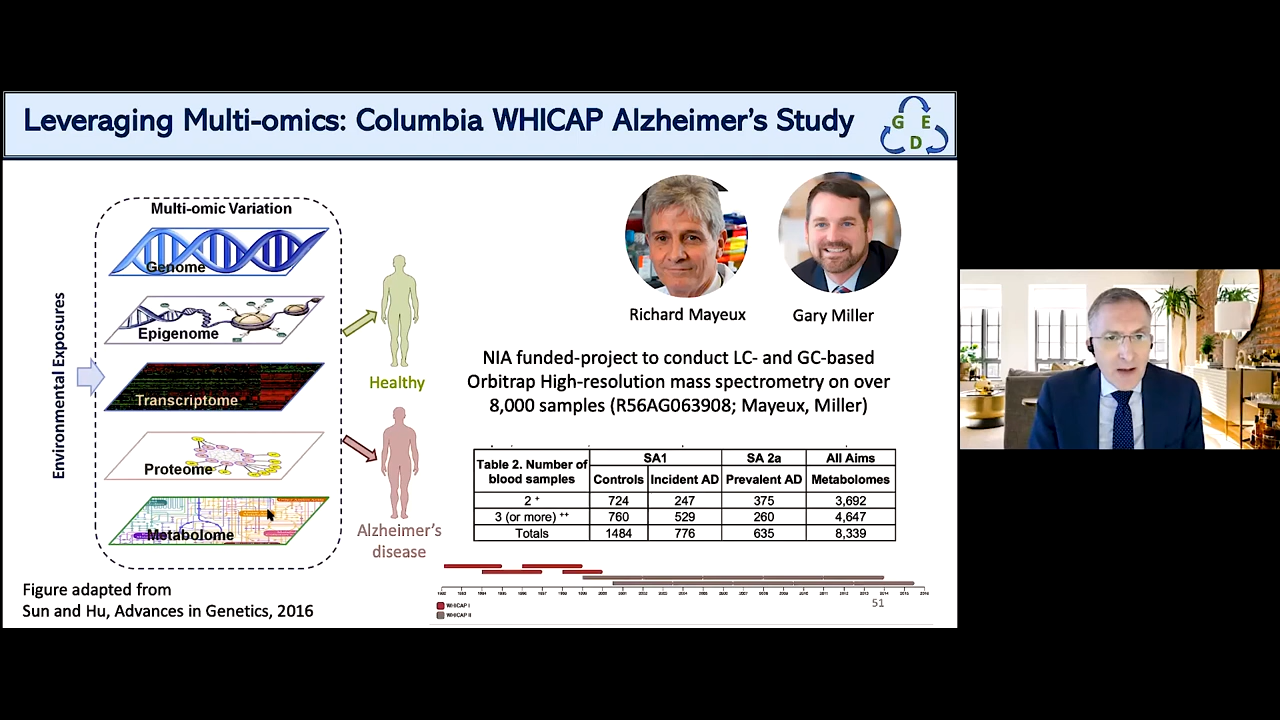 Leveraging Multi-omics: Columbia WHICAP Alzheimer's Study
G E
D
Multi-omic Variation
Genome
Epigenome
Transcriptome
Proteome
Metabolome
Environmental Exposures
Healthy
Alzheimer's
disease
Figure adapted from
Sun and Hu, Advances in Genetics, 2016
Richard Mayeux
Gary Miller
NIA funded-project to conduct LC- and GC-based
Orbitrap High-resolution mass spectrometry on over
8,000 samples (R56AG063908; Mayeux, Miller)
Table 2. Number of blood samples SA1 SA 2a All Aims
Controls Incident AD Prevalent AD Metabolomes
2 + 724 247 375 3,692
3 (or more) ++ 760 529 260 4,647
Totals 1484 776 635 8,339
WHICAP I
WHICAP II
51